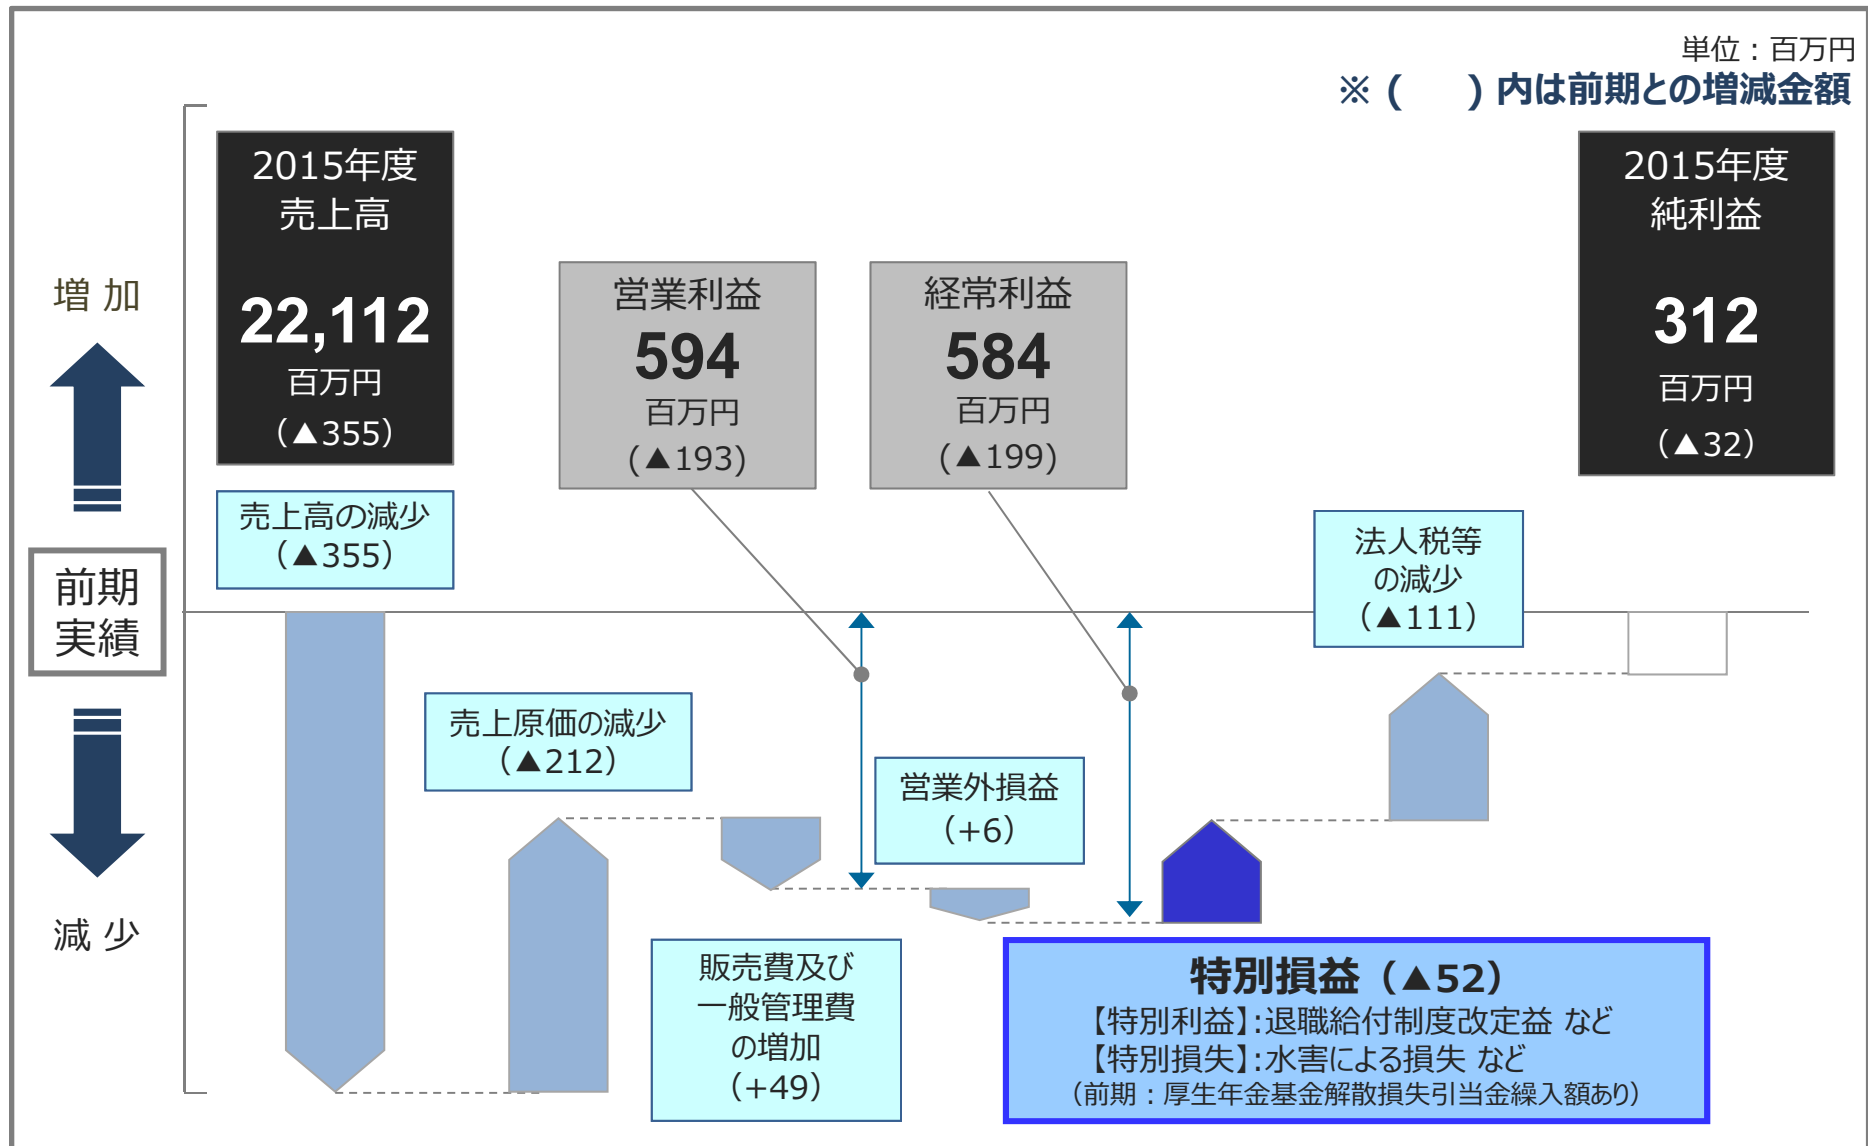 単位：百万円
※ (　　) 内は前期との増減金額
2015年度
売上高
22,112
百万円
（▲355）
2015年度
純利益
312
百万円
（▲32）
営業利益
594
百万円
(▲193)
経常利益
584
百万円
(▲199)
増 加
前期
実績
減 少
売上高の減少
（▲355）
売上原価の減少
（▲212）
販売費及び
一般管理費
の増加
（+49）
営業外損益
（+6）
法人税等
の減少
（▲111）
特別損益（▲52）
【特別利益】：退職給付制度改定益 など
【特別損失】：水害による損失 など
（前期：厚生年金基金解散損失引当金繰入額あり）